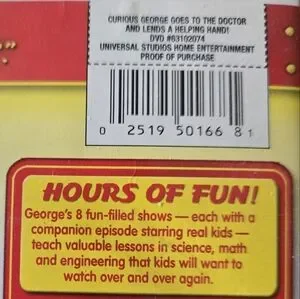 CURIOUS GEORGE GOES TO THE DOCTOR
AND LENDS A HELPING HAND!
DVD #63102074
UNIVERSAL STUDIOS HOME ENTERTAINMENT
PROOF OF PURCHASE
0 25195 01668 1
."
HOURS OF FUN!
George's 8 fun-filled shows — each with a
companion episode starring real kids —
teach valuable lessons in science, math
and engineering that kids will want to
watch over and over again.